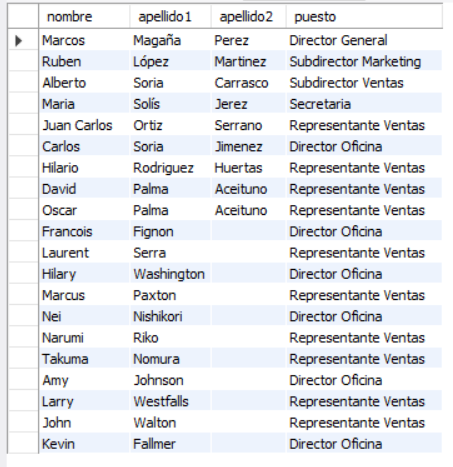 nombre apellido1 apellido2 puesto
Marcos Magaña Perez Director General
Ruben López Martinez Subdirector Marketing
Alberto Soria Carrasco Subdirector Ventas
Maria Solís Jerez Secretaria
Juan Carlos Ortiz Serrano Representante Ventas
Carlos Soria Jimenez Director Oficina
Hilario Rodriguez Huertas Representante Ventas
David Palma Aceituno Representante Ventas
Oscar Palma Aceituno Representante Ventas
Francois Fignon Director Oficina
Laurent Serra Representante Ventas
Hilary Washington Director Oficina
Marcus Paxton Representante Ventas
Nei Nishikori Director Oficina
Narumi Riko Representante Ventas
Takuma Nomura Representante Ventas
Amy Johnson Director Oficina
Larry Westfalls Representante Ventas
John Walton Representante Ventas
Kevin Fallmer Director Oficina